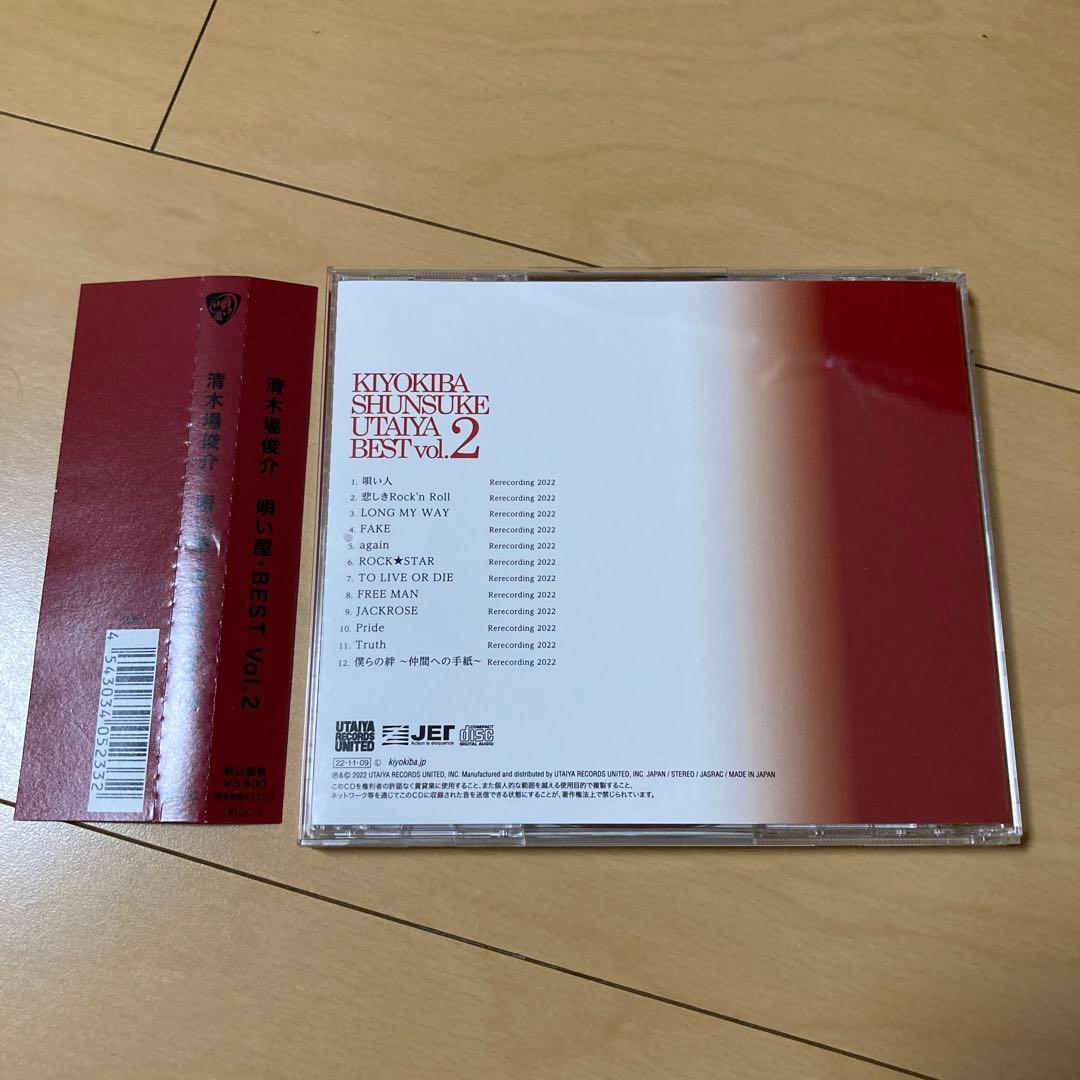 清木場俊介 唄い屋・BEST Vol.2
清木場俊介
税込価格
¥3,600
4 543034 052332
KIYOKIBA
SHUNSUKE
UTAIYA
BEST vol.2
1. 唄い人 Rerecording 2022
2. 悲しきRock'n Roll Rerecording 2022
3. LONG MY WAY Rerecording 2022
4. FAKE Rerecording 2022
5. again Rerecording 2022
6. ROCK★STAR Rerecording 2022
7. TO LIVE OR DIE Rerecording 2022
8. FREE MAN Rerecording 2022
9. JACKROSE Rerecording 2022
10. Pride Rerecording 2022
11. Truth Rerecording 2022
12. 僕らの絆 〜仲間への手紙〜 Rerecording 2022
UTAIYA
RECORDS
UNITED
JET
Action is eloquence
COMPACT
disc
DIGITAL AUDIO
22・11・09 Ⓛ kiyokiba.jp
℗&© 2022 UTAIYA RECORDS UNITED, INC. Manufactured and distributed by UTAIYA RECORDS UNITED, INC. JAPAN / STEREO / JASRAC / MADE IN JAPAN
このCDを権利者の許諾なく賃貸業に使用すること、また個人的な範囲を越える使用目的で複製すること、
ネットワーク等を通じてこのCDに収録された音を送信できる状態にすることが、著作権法上で禁じられています。